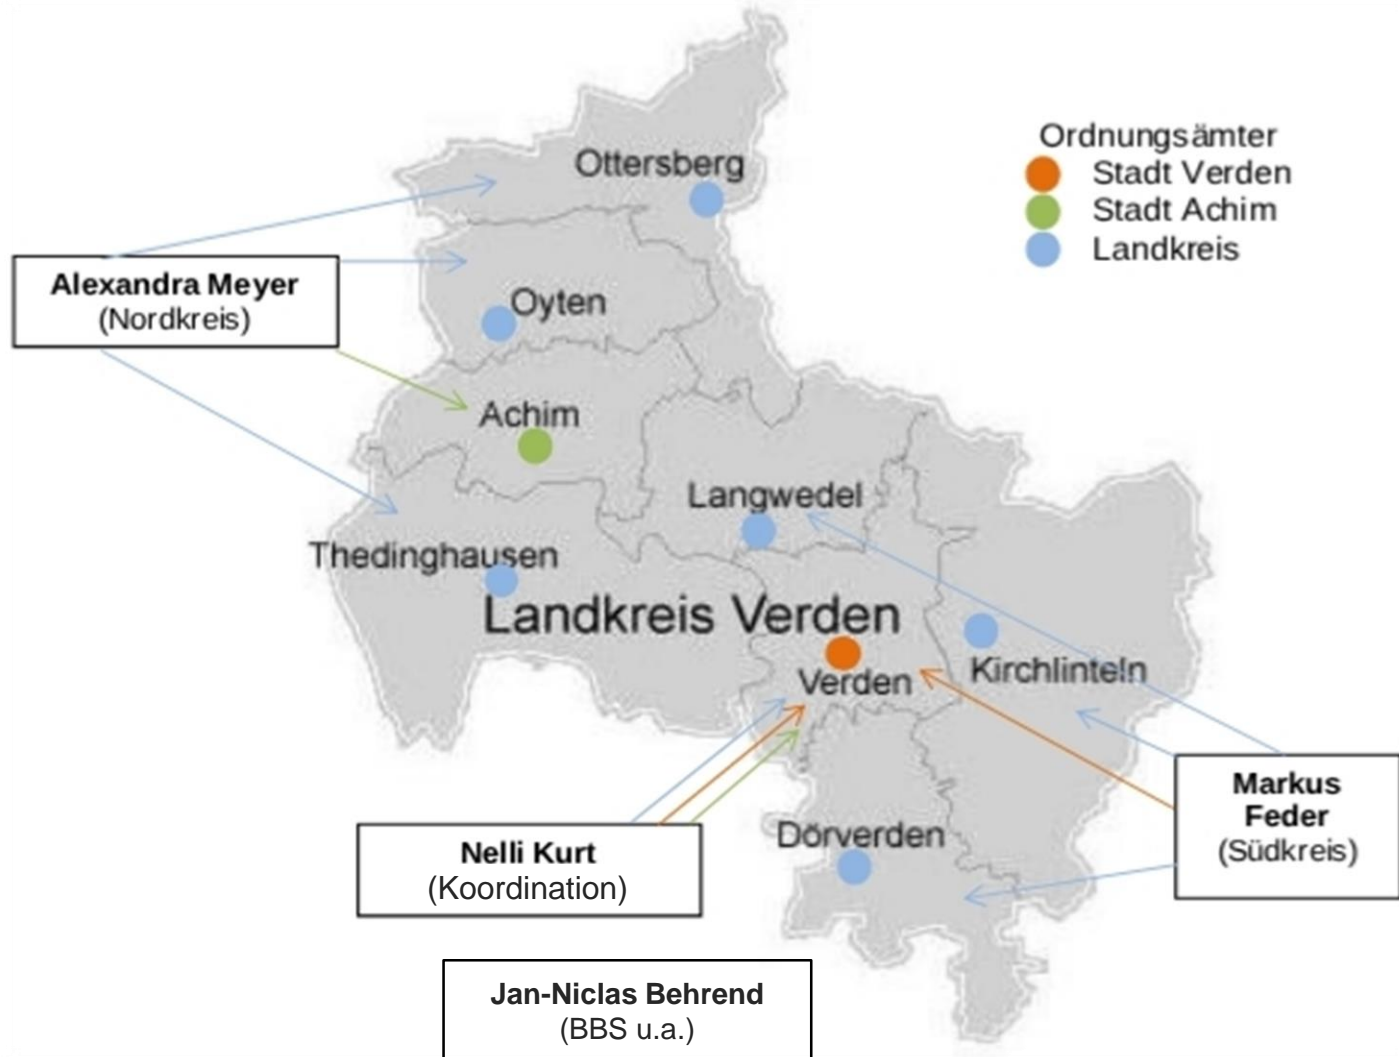 Ottersberg
Ordnungsämter
Stadt Verden
Stadt Achim
Landkreis
Alexandra Meyer
(Nordkreis)
Oyten
Achim
Langwedel
Thedinghausen
Landkreis Verden
Verden
Kirchlinteln
Markus
Feder
(Südkreis)
Dörverden
Nelli Kurt
(Koordination)
Jan-Niclas Behrend
(BBS u.a.)